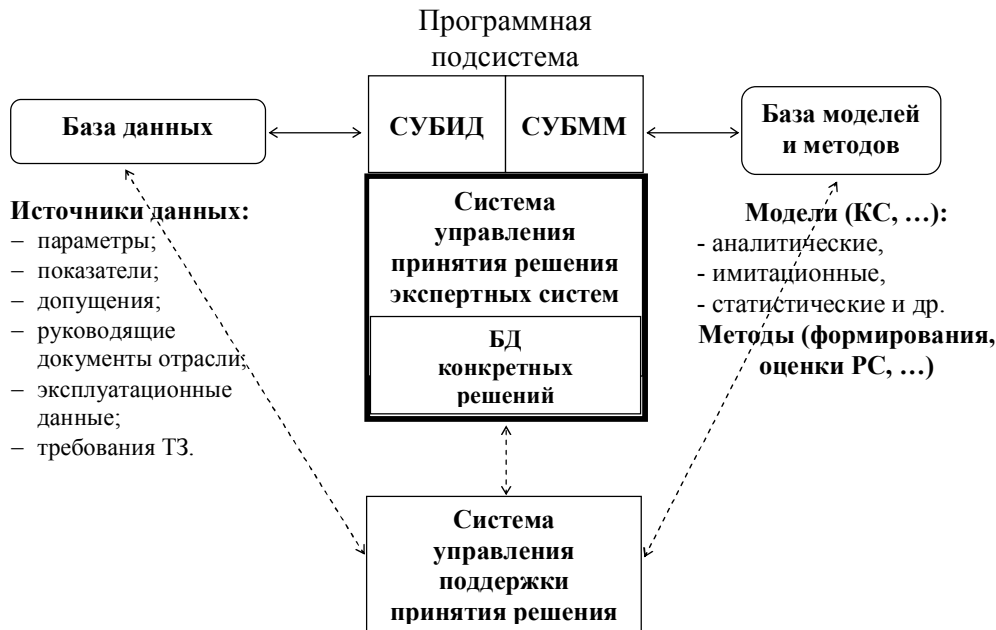 Программная
подсистема
База данных
СУБИД
СУБММ
База моделей
и методов
Источники данных:
– параметры;
– показатели;
– допущения;
– руководящие
документы отрасли;
– эксплуатационные
данные;
– требования ТЗ.
Система
управления
принятия решения
экспертных систем
БД
конкретных
решений
Модели (КС, …):
- аналитические,
- имитационные,
- статистические и др.
Методы (формирования,
оценки РС, …)
Система
управления
поддержки
принятия решения